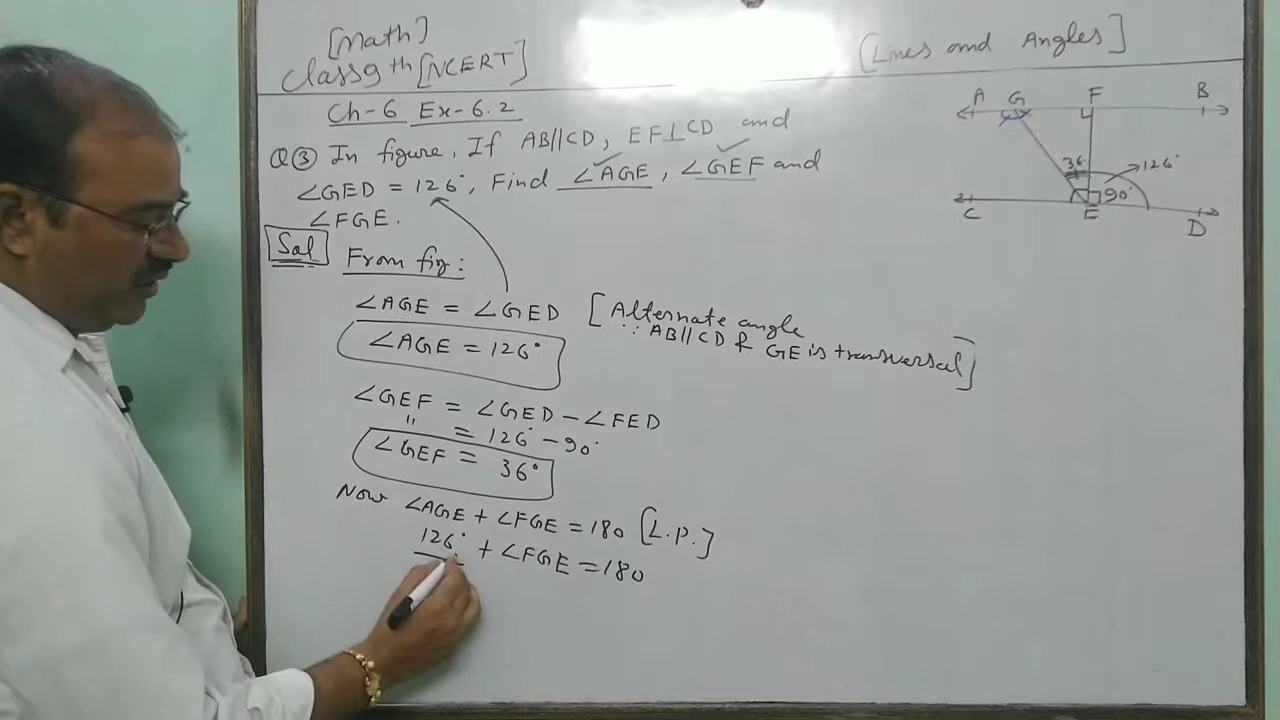 [Math]
Class 9th [NCERT]
[Lines and Angles]
Ch-6 Ex-6.2
Q③ In figure, If AB||CD, EF⊥CD and
∠GED = 126°, Find ∠AGE, ∠GEF and
∠FGE.
A G F B
36° 126°
90°
C E D
Sol From fig:
∠AGE = ∠GED [Alternate angle
∵ AB||CD & GE is transversal]
∠AGE = 126°
∠GEF = ∠GED - ∠FED
" = 126° - 90°
∠GEF = 36°
Now ∠AGE + ∠FGE = 180 [L.P.]
126° + ∠FGE = 180